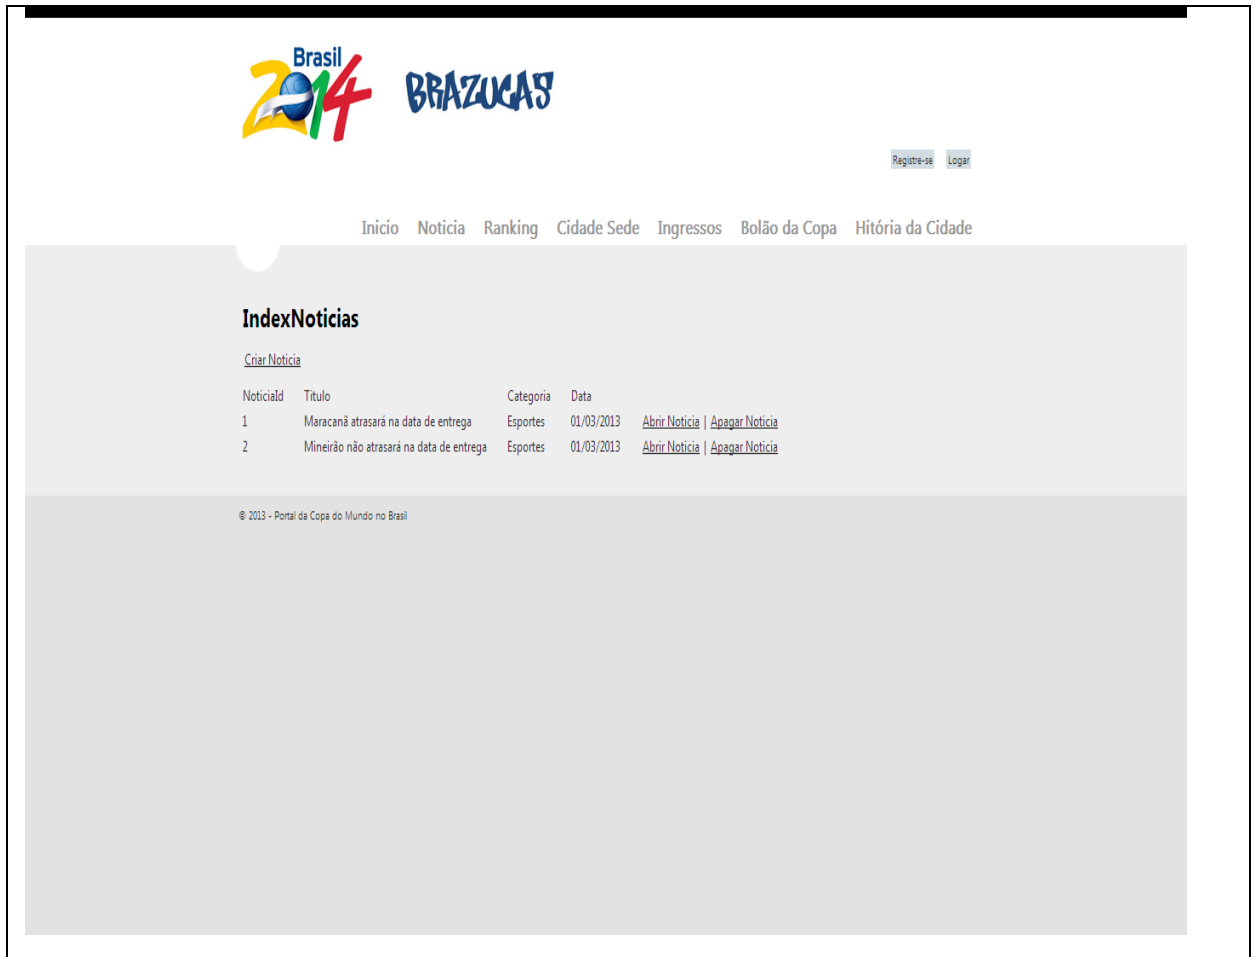 Brasil
2014
BRAZUCAS
Registre-se Logar
Inicio Noticia Ranking Cidade Sede Ingressos Bolão da Copa Hitória da Cidade
IndexNoticias
Criar Noticia
NoticiaId Titulo Categoria Data
1 Maracanã atrasará na data de entrega Esportes 01/03/2013 Abrir Noticia | Apagar Noticia
2 Mineirão não atrasará na data de entrega Esportes 01/03/2013 Abrir Noticia | Apagar Noticia
© 2013 - Portal da Copa do Mundo no Brasil